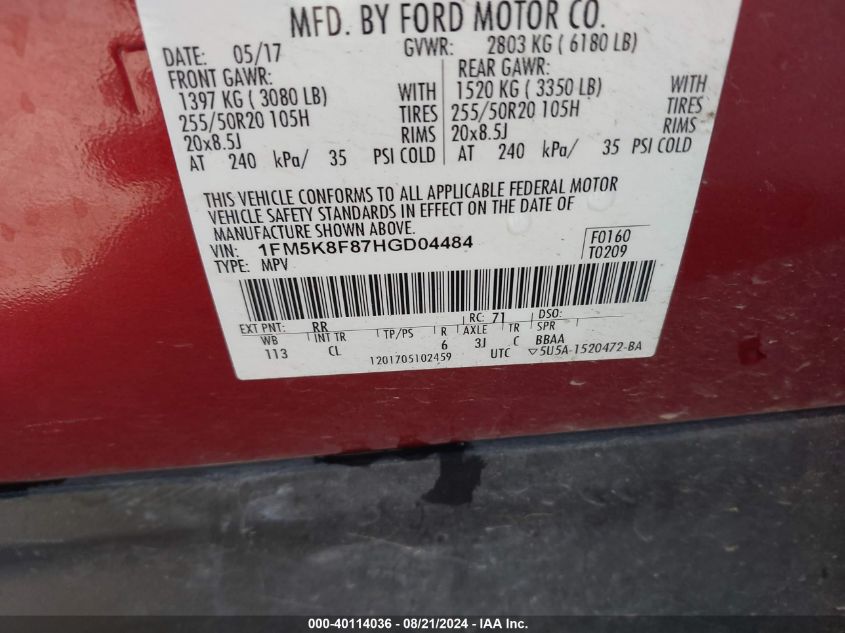 MFD. BY FORD MOTOR CO.
DATE: 05/17 GVWR: 2803 KG ( 6180 LB)
FRONT GAWR: REAR GAWR:
1397 KG ( 3080 LB) WITH 1520 KG ( 3350 LB) WITH
255/50R20 105H TIRES 255/50R20 105H TIRES
20x8.5J RIMS 20x8.5J RIMS
AT 240 kPa/ 35 PSI COLD AT 240 kPa/ 35 PSI COLD
THIS VEHICLE CONFORMS TO ALL APPLICABLE FEDERAL MOTOR
VEHICLE SAFETY STANDARDS IN EFFECT ON THE DATE OF
MANUFACTURE SHOWN ABOVE.
VIN: 1FM5K8F87HGD04484 F0160
TYPE: MPV T0209
EXT PNT: RR RC: 71 DSO:
WB INT TR TP/PS R AXLE TR SPR
113 CL 6 3J C BBAA
1201705102459 UTC ▽5U5A-1520472-BA
000-40114036 - 08/21/2024 - IAA Inc.